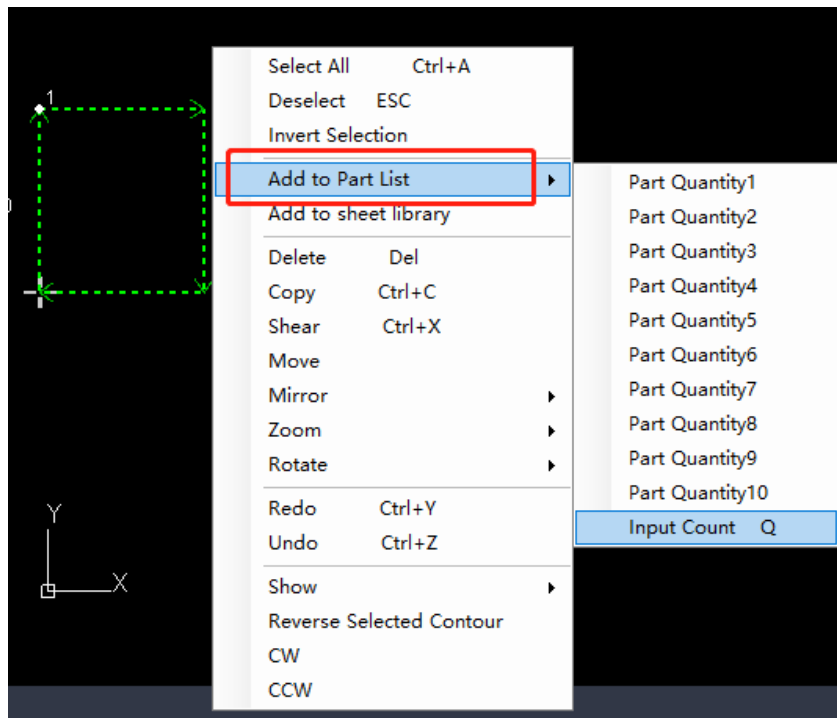 1
Select All Ctrl+A
Deselect ESC
Invert Selection
Add to Part List
Add to sheet library
Delete Del
Copy Ctrl+C
Shear Ctrl+X
Move
Mirror
Zoom
Rotate
Redo Ctrl+Y
Undo Ctrl+Z
Show
Reverse Selected Contour
CW
CCW
Part Quantity1
Part Quantity2
Part Quantity3
Part Quantity4
Part Quantity5
Part Quantity6
Part Quantity7
Part Quantity8
Part Quantity9
Part Quantity10
Input Count Q
Y
X